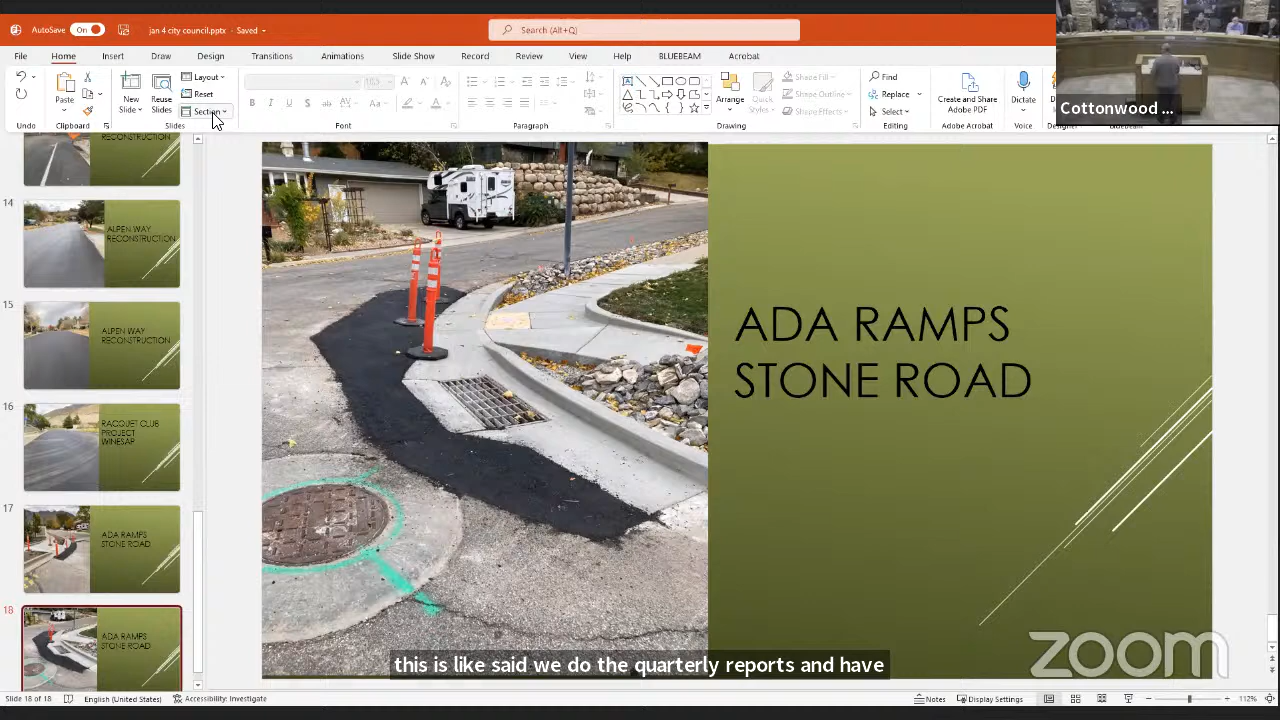 AutoSave On jan 4 city council.pptx - Saved
Search (Alt+Q)
File Home Insert Draw Design Transitions Animations Slide Show Record Review View Help BLUEBEAM Acrobat
Undo
Paste
Clipboard
New Slide
Reuse Slides
Layout
Reset
Section
Slides
Font
Paragraph
Arrange
Quick Styles
Shape Fill
Shape Outline
Shape Effects
Drawing
Find
Replace
Select
Editing
Create and Share Adobe PDF
Adobe Acrobat
Dictate
Voice
Cottonwood ...
RECONSTRUCTION
14
ALPEN WAY
RECONSTRUCTION
15
ALPEN WAY
RECONSTRUCTION
16
RACQUET CLUB
PROJECT
WINESAP
17
ADA RAMPS
STONE ROAD
18
ADA RAMPS
STONE ROAD
ADA RAMPS
STONE ROAD
this is like said we do the quarterly reports and have
zoom
Slide 18 of 18 English (United States) Accessibility: Investigate Notes Display Settings 112%